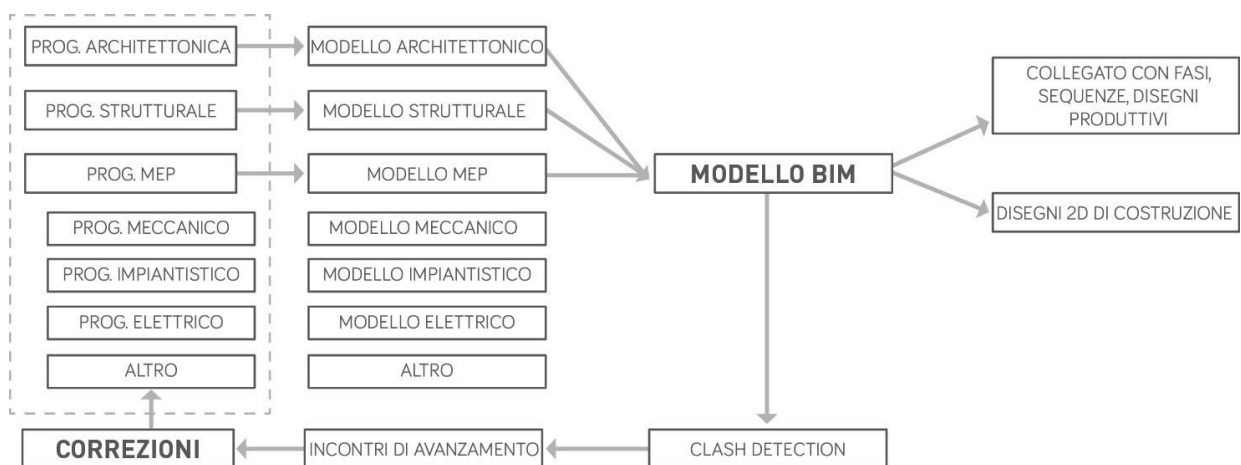 PROG. ARCHITETTONICA
MODELLO ARCHITETTONICO
PROG. STRUTTURALE
MODELLO STRUTTURALE
PROG. MEP
MODELLO MEP
PROG. MECCANICO
MODELLO MECCANICO
PROG. IMPIANTISTICO
MODELLO IMPIANTISTICO
PROG. ELETTRICO
MODELLO ELETTRICO
ALTRO
ALTRO
MODELLO BIM
COLLEGATO CON FASI,
SEQUENZE, DISEGNI
PRODUTTIVI
DISEGNI 2D DI COSTRUZIONE
CORREZIONI
INCONTRI DI AVANZAMENTO
CLASH DETECTION